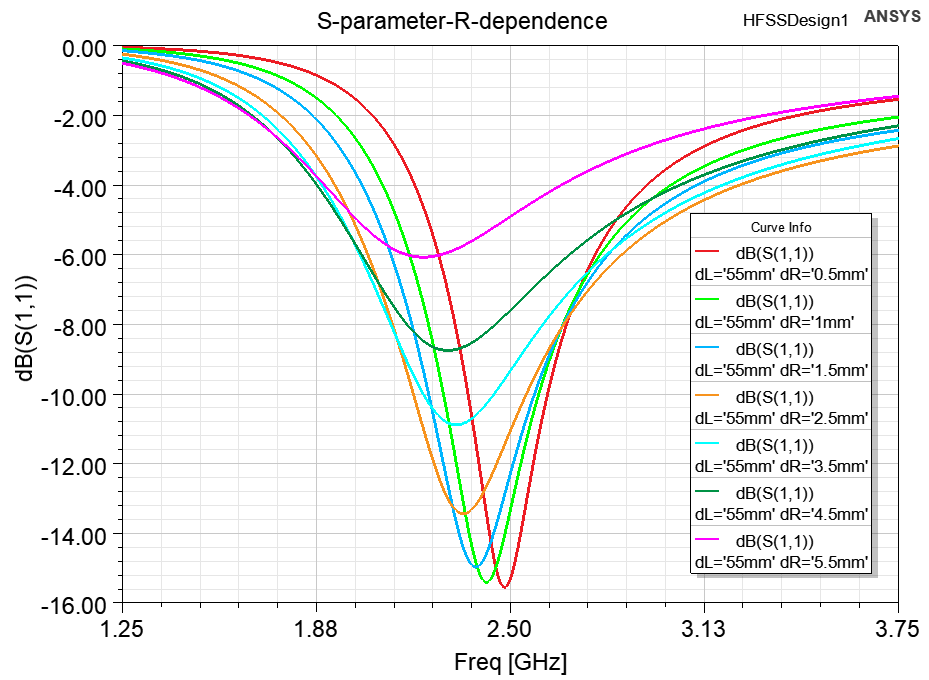 S-parameter-R-dependence
HFSSDesign1
ANSYS
0.00
-2.00
-4.00
-6.00
-8.00
-10.00
-12.00
-14.00
-16.00
dB(S(1,1))
1.25
1.88
2.50
3.13
3.75
Freq [GHz]
Curve Info
dB(S(1,1))
dL='55mm' dR='0.5mm'
dB(S(1,1))
dL='55mm' dR='1mm'
dB(S(1,1))
dL='55mm' dR='1.5mm'
dB(S(1,1))
dL='55mm' dR='2.5mm'
dB(S(1,1))
dL='55mm' dR='3.5mm'
dB(S(1,1))
dL='55mm' dR='4.5mm'
dB(S(1,1))
dL='55mm' dR='5.5mm'